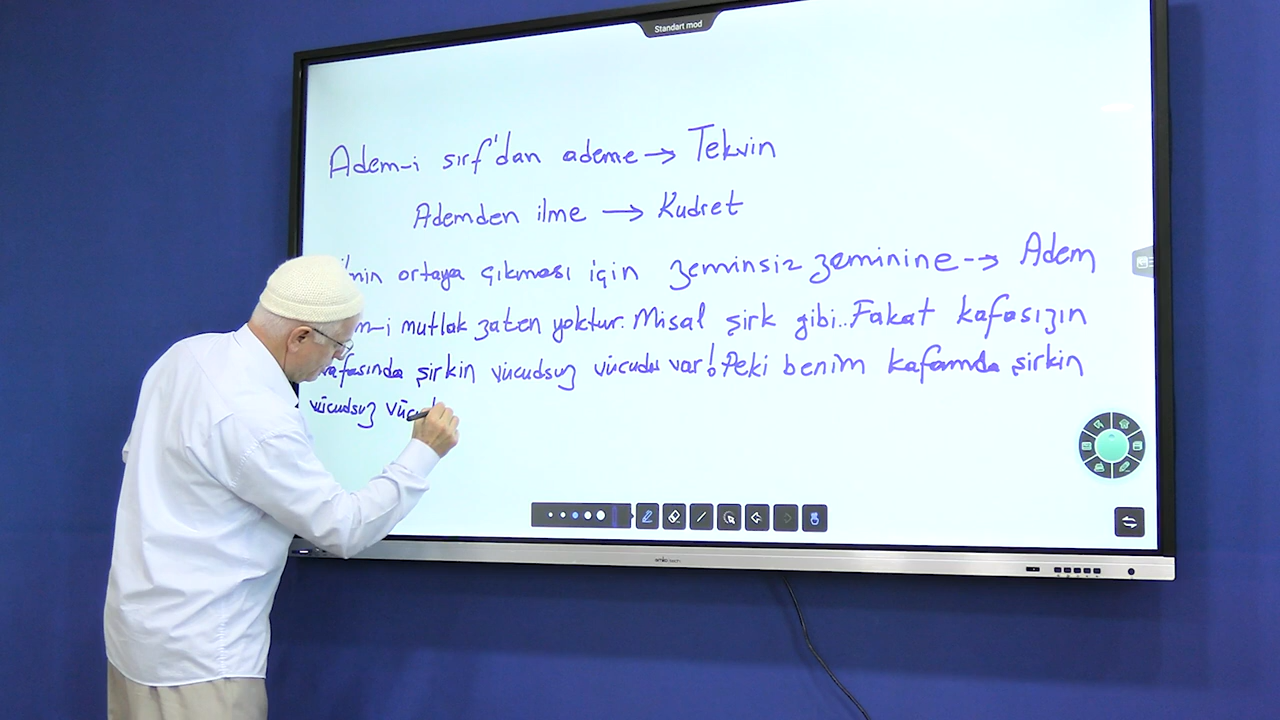 Standart mod
Adem-i sırf'dan ademe → Tekvin
Ademden ilme → Kudret
ortaya çıkması için zeminsiz zeminine → Adem
mutlak zaten yoktur. Misal şirk gibi.. Fakat kafasızın
kafasında şirkin vücudsuz vücudu var! Peki benim kafamda şirkin
vücudsuz